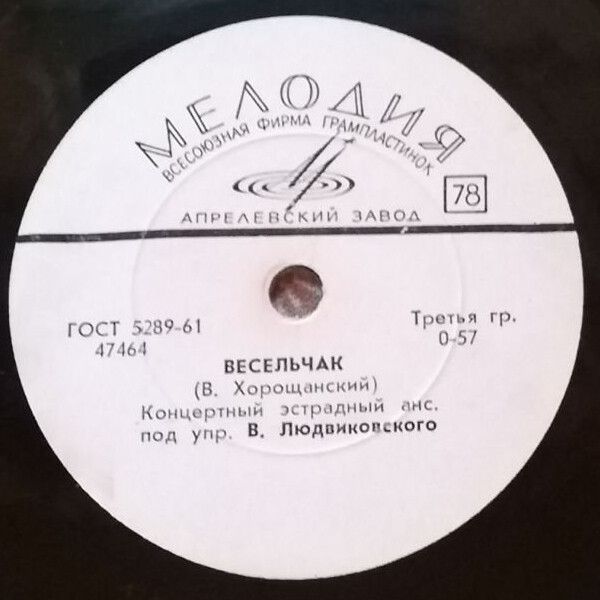 МЕЛОДИЯ
ВСЕСОЮЗНАЯ ФИРМА ГРАМПЛАСТИНОК
78
АПРЕЛЕВСКИЙ ЗАВОД
ГОСТ 5289-61
47464
Третья гр.
0-57
ВЕСЕЛЬЧАК
(В. Хорощанский)
Концертный эстрадный анс.
под упр. В. Людвиковского